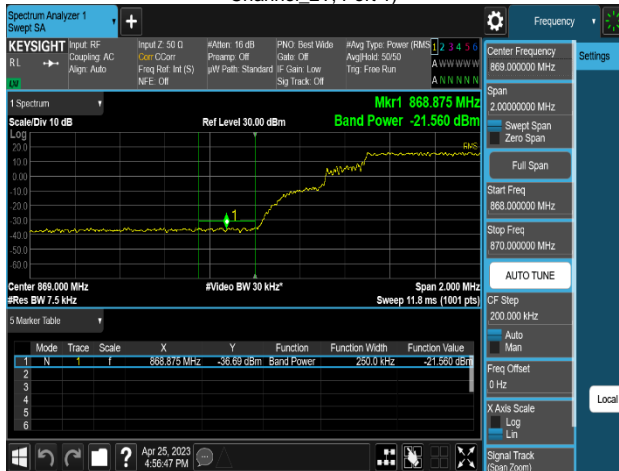 Spectrum Analyzer 1
Swept SA
Frequency
Settings
KEYSIGHT
RL
Input: RF
Coupling: AC
Align: Auto
Input Z: 50 Ω
Corr CCorr
Freq Ref: Int (S)
NFE: Off
#Atten: 16 dB
Preamp: Off
µW Path: Standard
PNO: Best Wide
Gate: Off
IF Gain: Low
Sig Track: Off
#Avg Type: Power (RMS
Avg|Hold: 50/50
Trig: Free Run
1 2 3 4 5 6
A W W W W W
A N N N N N
1 Spectrum
Scale/Div 10 dB
Ref Level 30.00 dBm
Mkr1 868.875 MHz
Band Power -21.560 dBm
Log
RMS
20.0
10.0
0.00
-10.0
-20.0
-30.0
-40.0
-50.0
-60.0
1
Center 869.000 MHz
#Video BW 30 kHz*
Span 2.000 MHz
#Res BW 7.5 kHz
Sweep 11.8 ms (1001 pts)
5 Marker Table
Mode Trace Scale X Y Function Function Width Function Value
1 N 1 f 868.875 MHz -36.69 dBm Band Power 250.0 kHz -21.560 dBm
2
3
4
5
6
Apr 25, 2023
4:56:47 PM
Center Frequency
869.000000 MHz
Span
2.00000000 MHz
Swept Span
Zero Span
Full Span
Start Freq
868.000000 MHz
Stop Freq
870.000000 MHz
AUTO TUNE
CF Step
200.000 kHz
Auto
Man
Freq Offset
0 Hz
X Axis Scale
Log
Lin
Signal Track
(Span Zoom)
Local